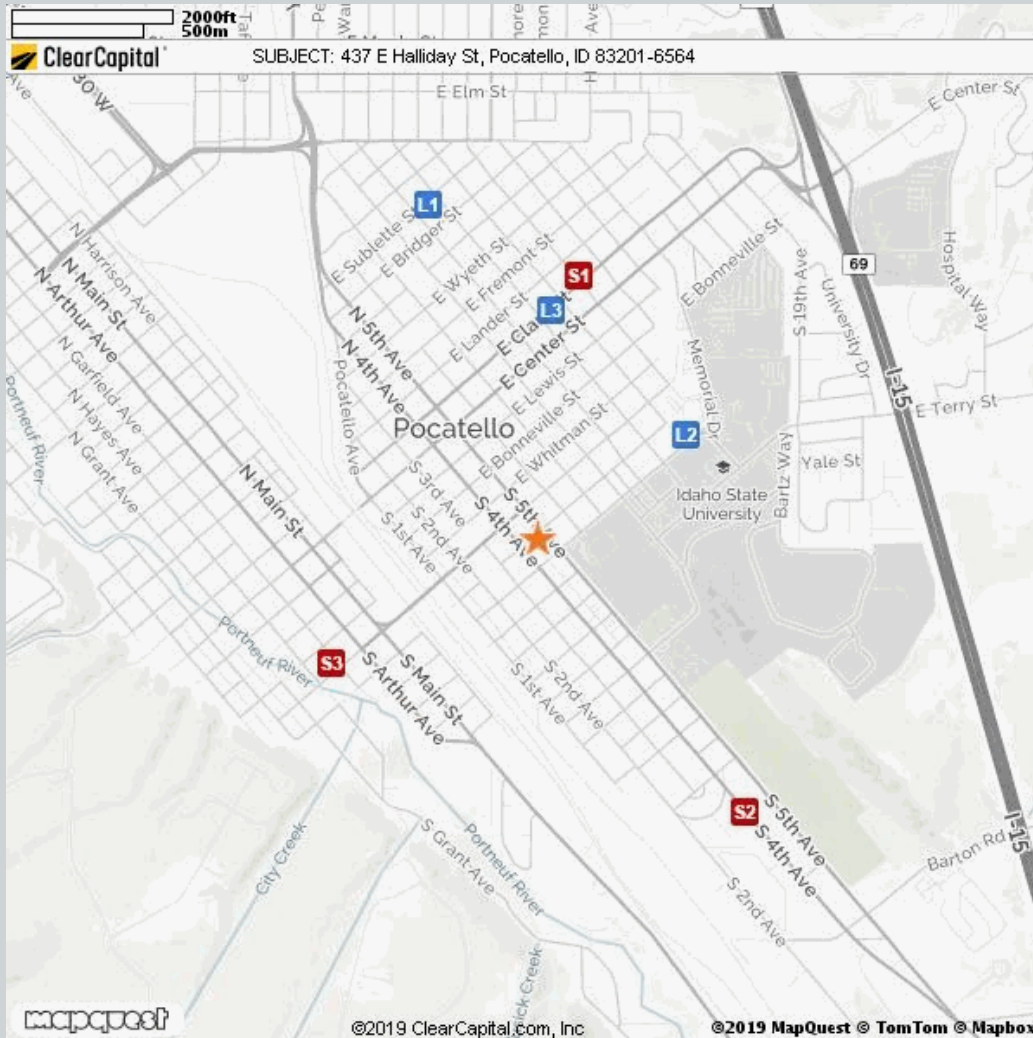 2000ft
500m
ClearCapital
SUBJECT: 437 E Halliday St, Pocatello, ID 83201-6564
30 W
E Elm St
E Center St
L1
E Sublette St
E Bridger St
E Wyeth St
E Fremont St
E Lander St
S1
L3
E Center St
E Bonneville St
S 19th Ave
69
University Dr
Hospital Way
N Harrison Ave
N Main St
N Arthur Ave
N Garfield Ave
N Hayes Ave
N Grant Ave
Portneuf River
N 5th Ave
N 4th Ave
Pocatello Ave
E Lewis St
E Bonneville St
E Whitman St
Memorial Dr
I-15
E Terry St
Pocatello
L2
Bartz Way
Yale St
Idaho State
University
N Main St
S 3rd Ave
S 2nd Ave
S 1st Ave
S 5th Ave
S 4th Ave
Portneuf River
S3
S Arthur Ave
S Main St
S 2nd Ave
S 1st Ave
S2
S 5th Ave
S 4th Ave
I-15
Barton Rd
City Creek
S Grant Ave
Portneuf River
S 2nd Ave
Creek
mapquest
©2019 ClearCapital.com, Inc
©2019 MapQuest © TomTom © Mapbox